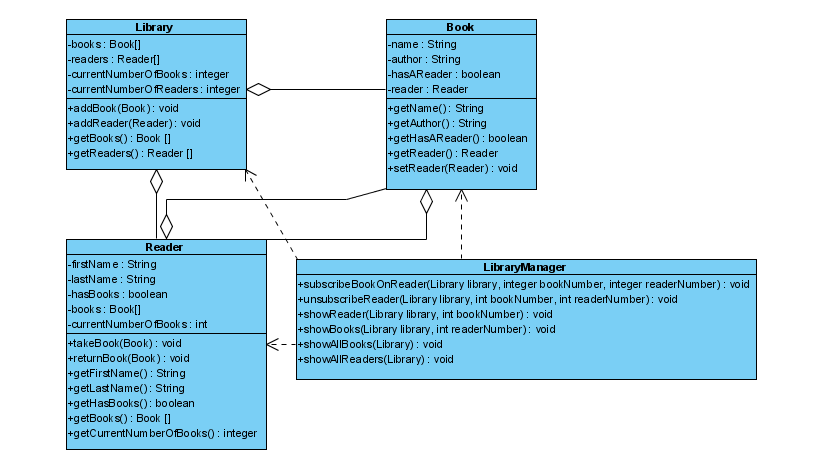 Library
-books : Book[]
-readers : Reader[]
-currentNumberOfBooks : integer
-currentNumberOfReaders : integer
+addBook(Book) : void
+addReader(Reader) : void
+getBooks() : Book []
+getReaders() : Reader []
Book
-name : String
-author : String
-hasAReader : boolean
-reader : Reader
+getName() : String
+getAuthor() : String
+getHasAReader() : boolean
+getReader() : Reader
+setReader(Reader) : void
Reader
-firstName : String
-lastName : String
-hasBooks : boolean
-books : Book[]
-currentNumberOfBooks : int
+takeBook(Book) : void
+returnBook(Book) : void
+getFirstName() : String
+getLastName() : String
+getHasBooks() : boolean
+getBooks() : Book []
+getCurrentNumberOfBooks() : integer
LibraryManager
+subscribeBookOnReader(Library library, integer bookNumber, integer readerNumber) : void
+unsubscribeReader(Library library, int bookNumber, int readerNumber) : void
+showReader(Library library, int bookNumber) : void
+showBooks(Library library, int readerNumber) : void
+showAllBooks(Library) : void
+showAllReaders(Library) : void